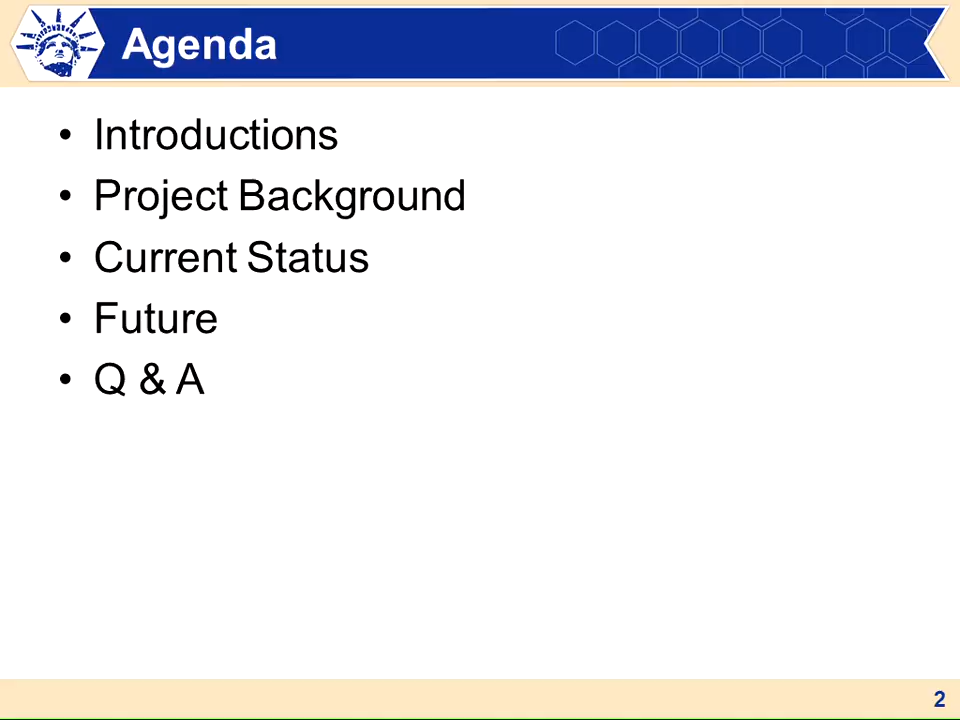 Agenda
• Introductions
• Project Background
• Current Status
• Future
• Q & A
2